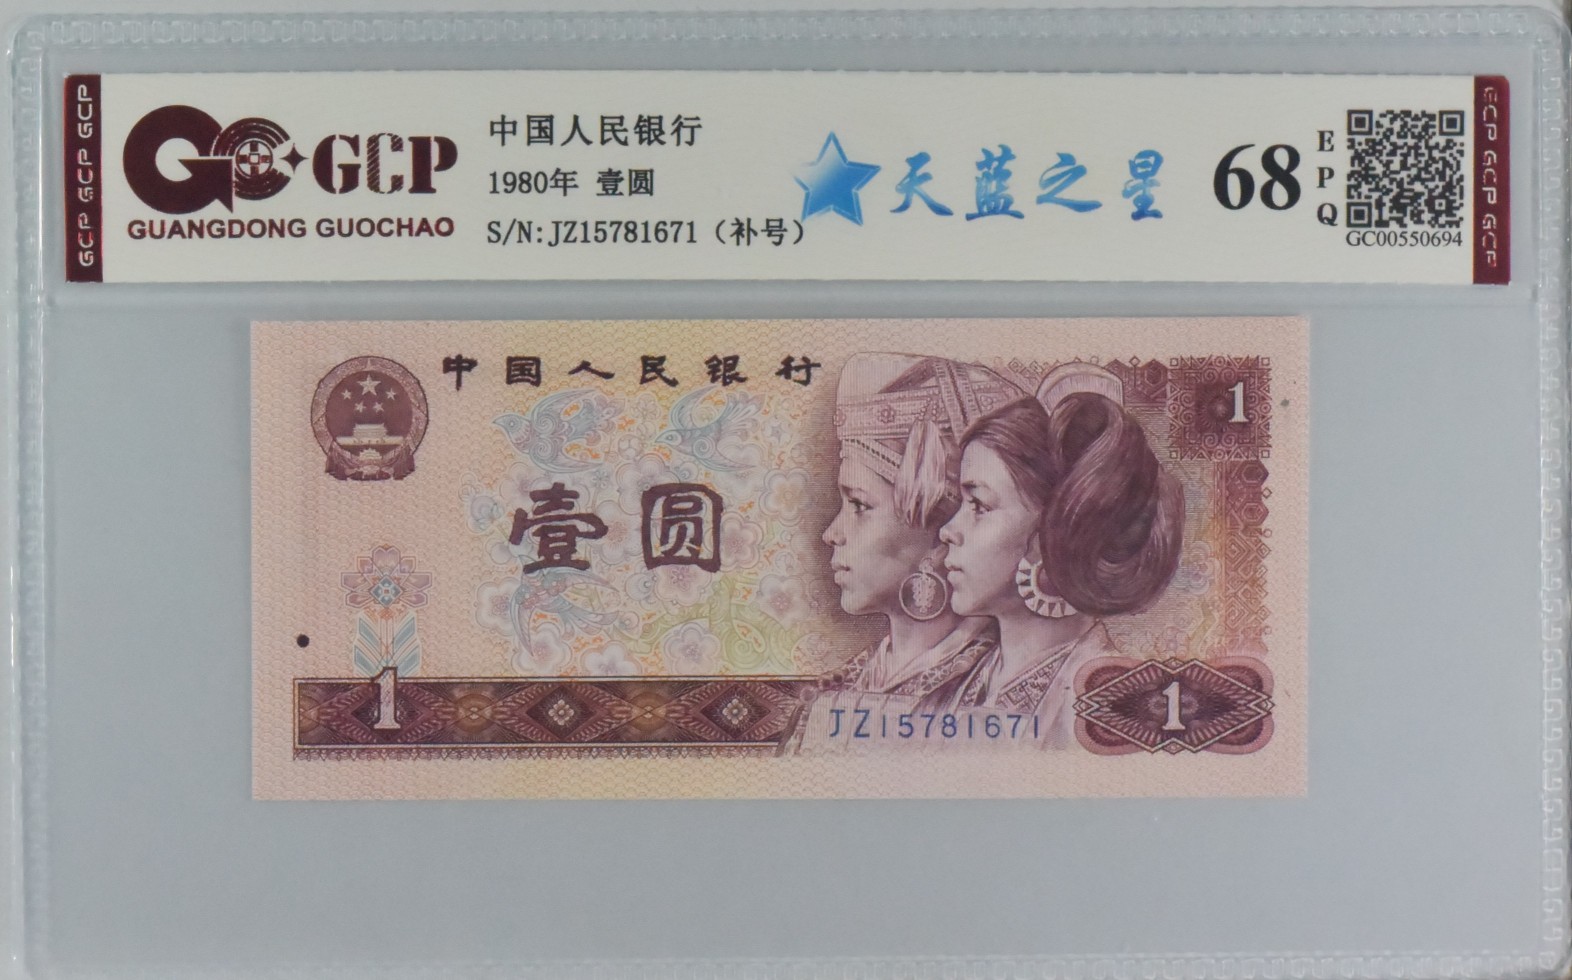 GCP GCP GCP
GCP
GUANGDONG GUOCHAO
中国人民银行
1980年 壹圆
S/N:JZ15781671（补号）
天蓝之星
68
EPQ
GC00550694
GCP GCP GCP
中国人民银行
1
壹圆
1
JZ15781671
1